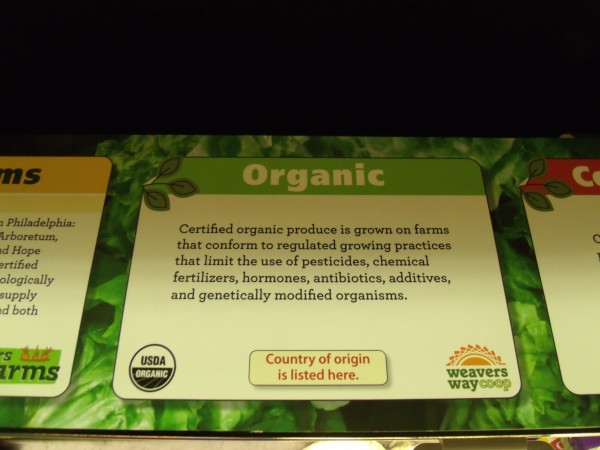 ms
n Philadelphia:
Arboretum,
nd Hope
ertified
ologically
supply
nd both
rs
arms
Organic
Certified organic produce is grown on farms
that conform to regulated growing practices
that limit the use of pesticides, chemical
fertilizers, hormones, antibiotics, additives,
and genetically modified organisms.
USDA
ORGANIC
Country of origin
is listed here.
weavers
way coop
Co